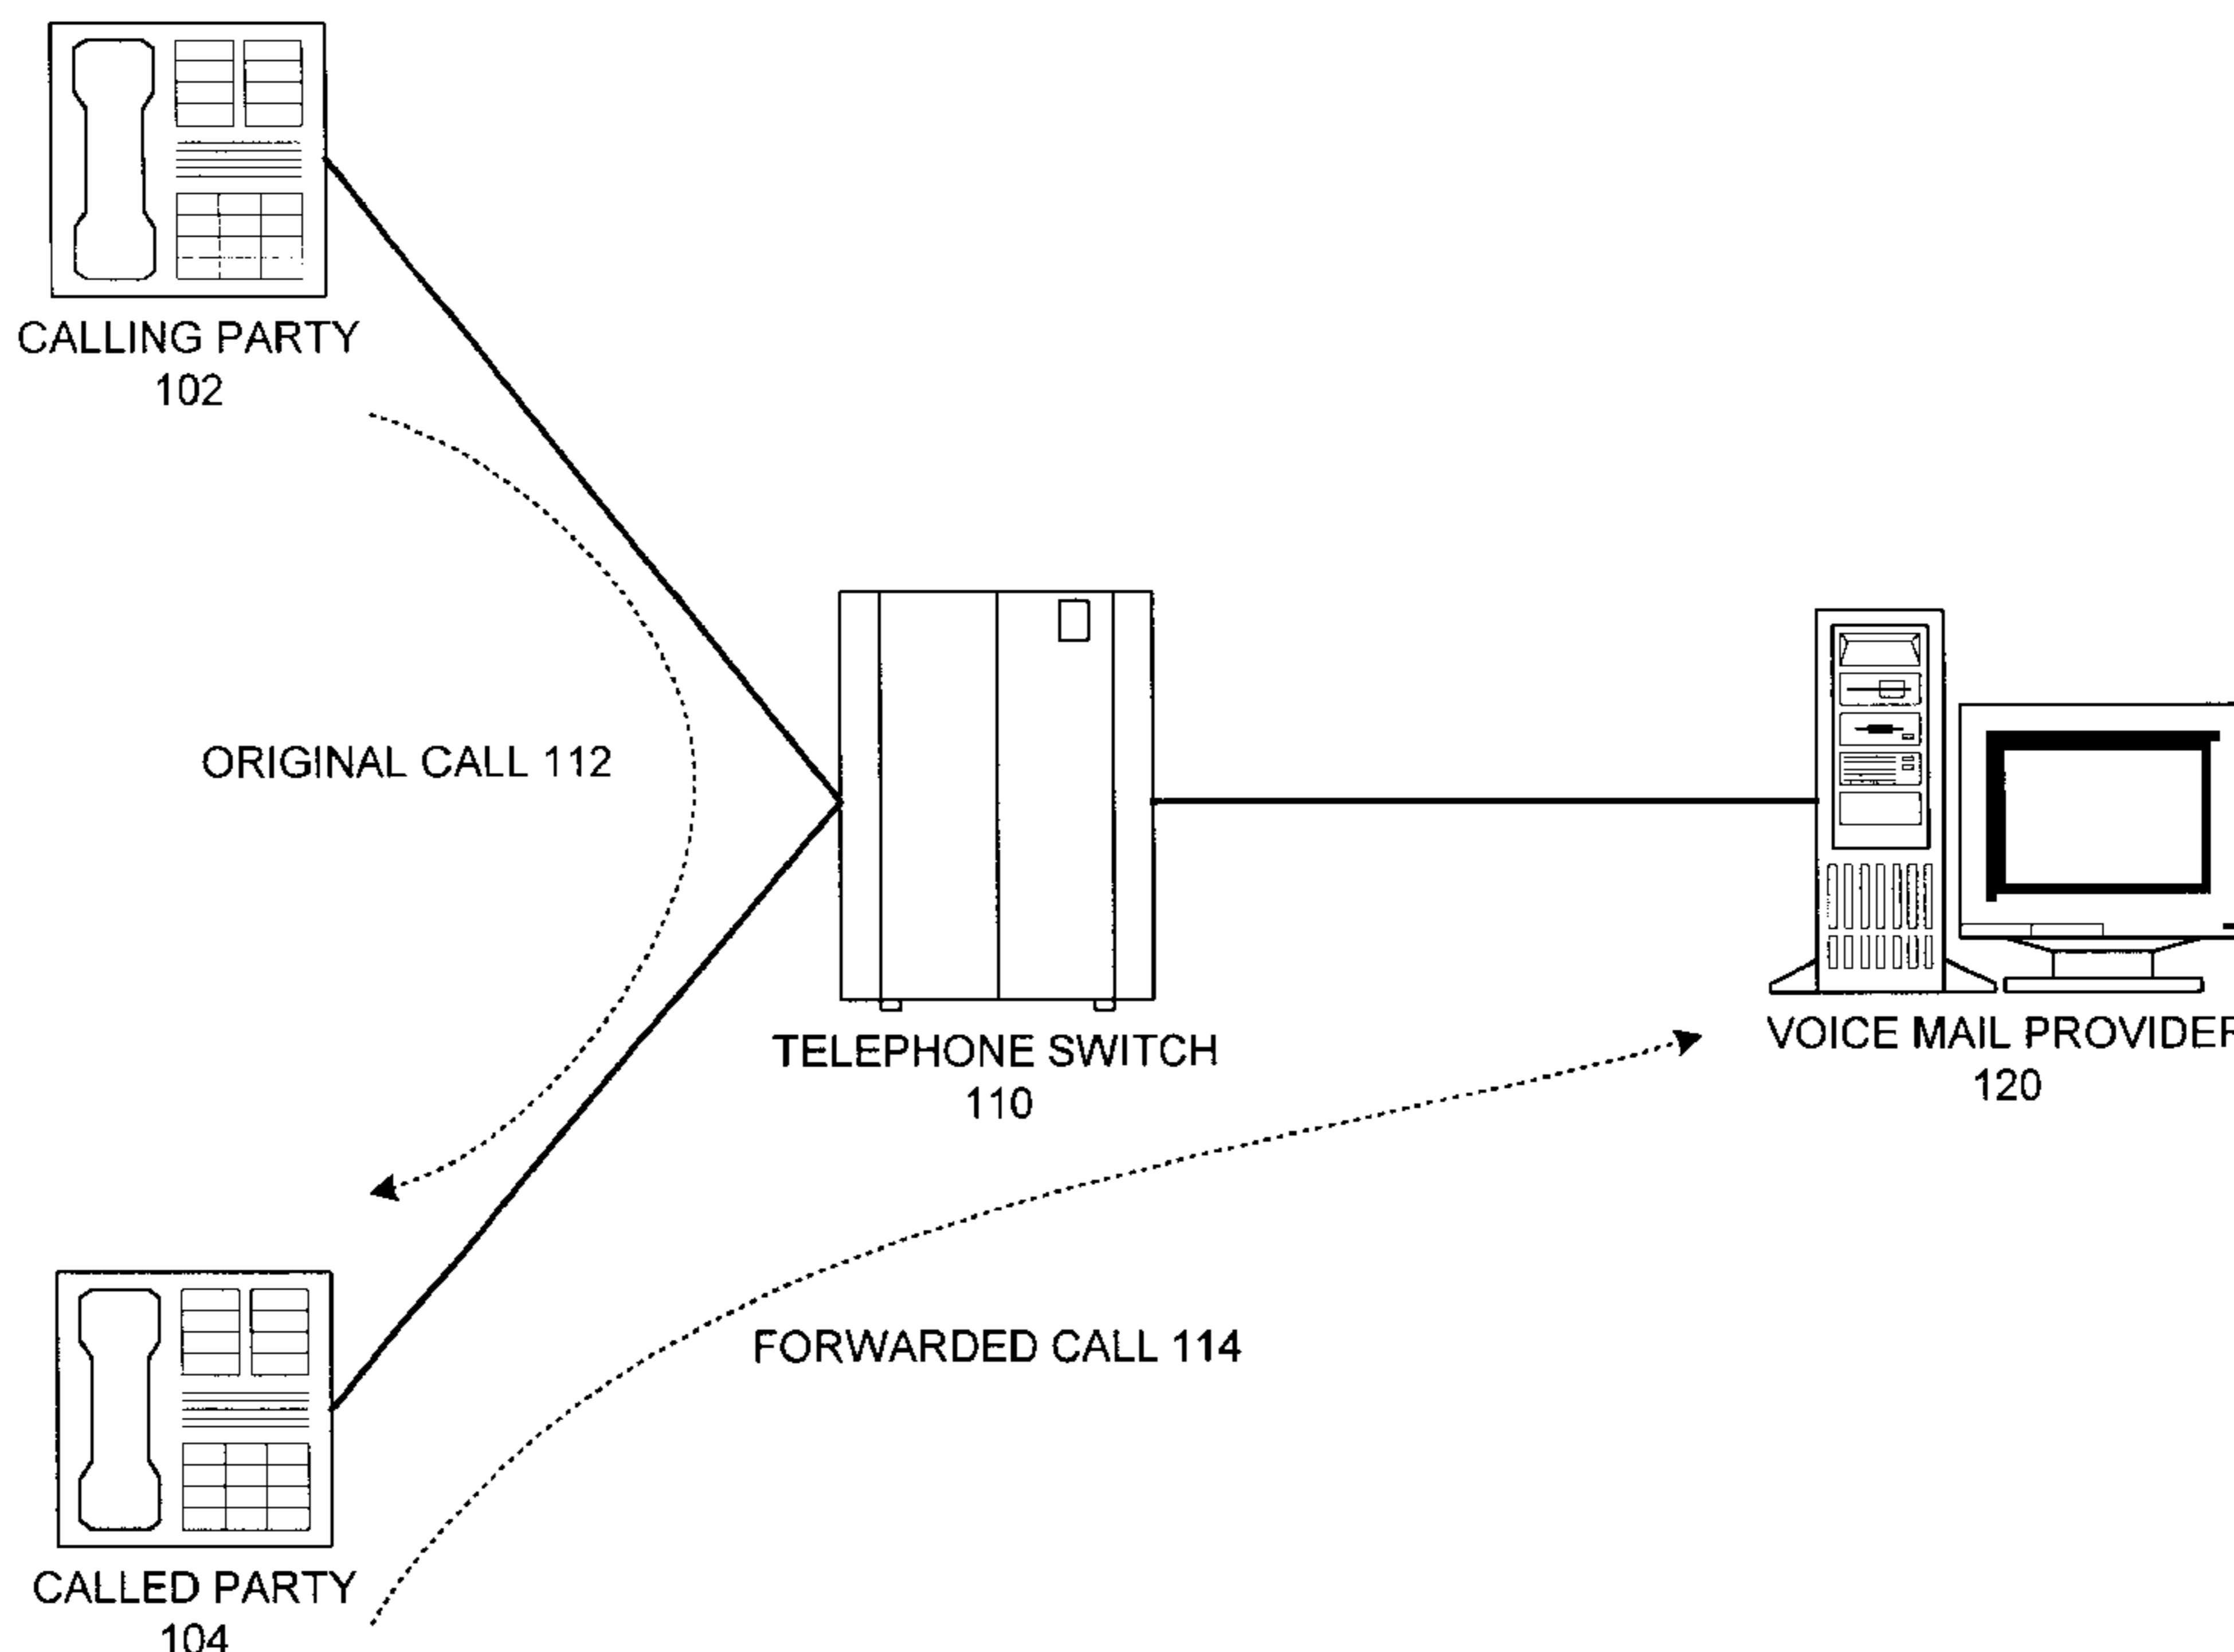 CALLING PARTY
102
ORIGINAL CALL 112
TELEPHONE SWITCH
110
VOICE MAIL PROVIDER
120
FORWARDED CALL 114
CALLED PARTY
104